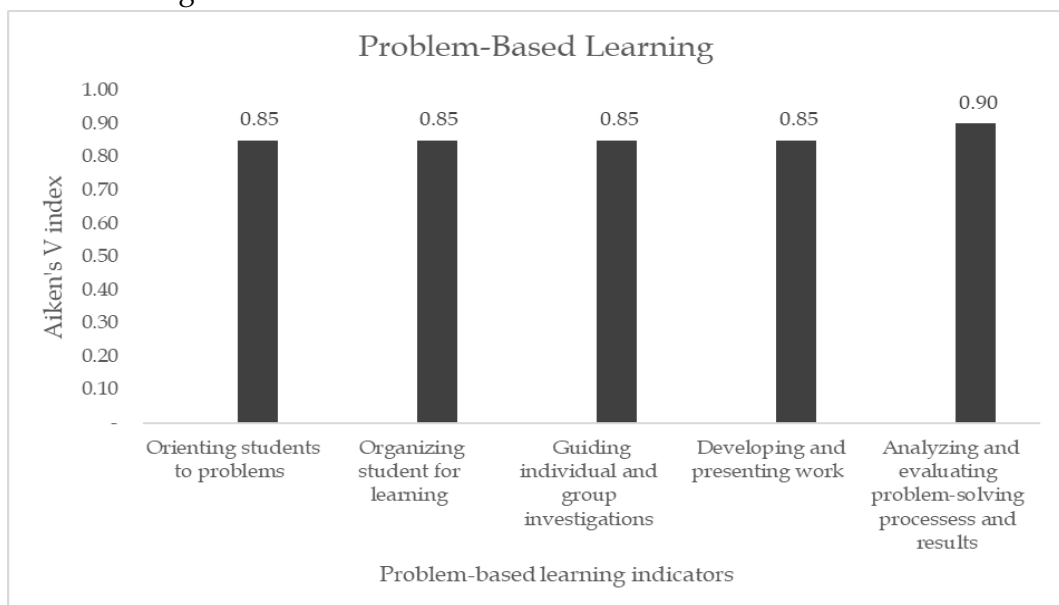 Problem-Based Learning
1.00
0.90
0.80
0.70
0.60
0.50
0.40
0.30
0.20
0.10
-
Aiken's V index
0.85
0.85
0.85
0.85
0.90
Orienting students
to problems
Organizing
student for
learning
Guiding
individual and
group
investigations
Developing and
presenting work
Analyzing and
evaluating
problem-solving
processess and
results
Problem-based learning indicators